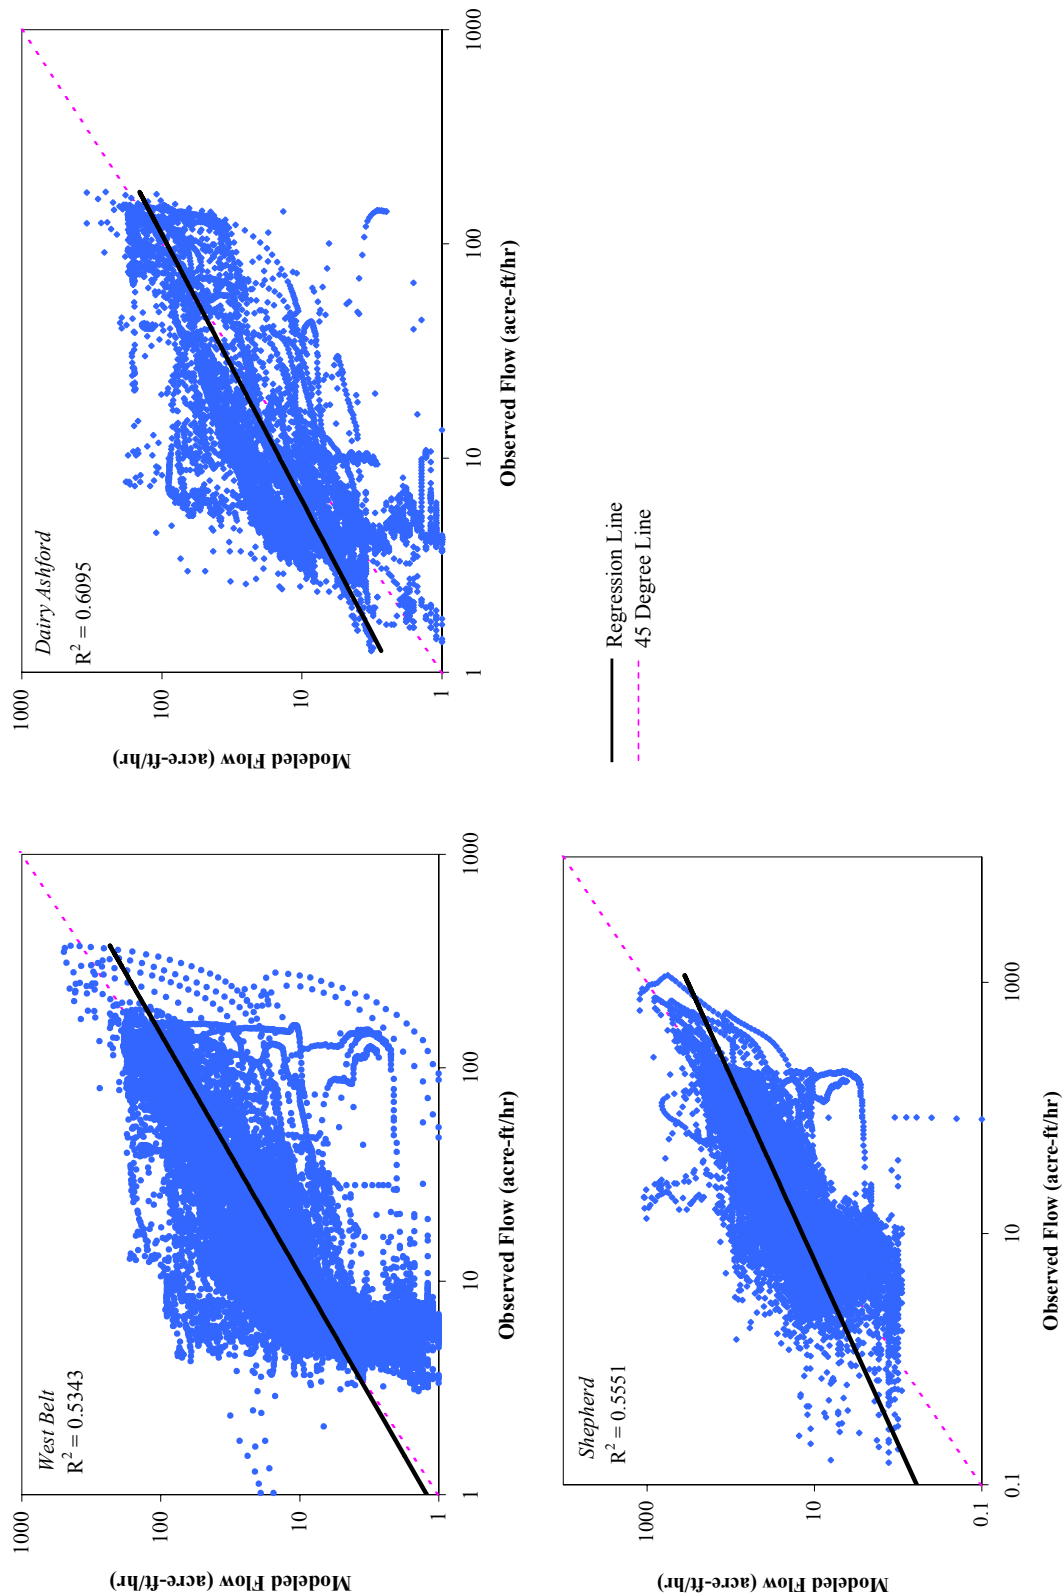 West Belt
R² = 0.5343
1000
100
10
1
1
10
100
1000
Modeled Flow (acre-ft/hr)
Observed Flow (acre-ft/hr)
Dairy Ashford
R² = 0.6095
1000
100
10
1
1
10
100
1000
Modeled Flow (acre-ft/hr)
Observed Flow (acre-ft/hr)
Shepherd
R² = 0.5551
1000
10
0.1
0.1
10
1000
Modeled Flow (acre-ft/hr)
Observed Flow (acre-ft/hr)
Regression Line
45 Degree Line